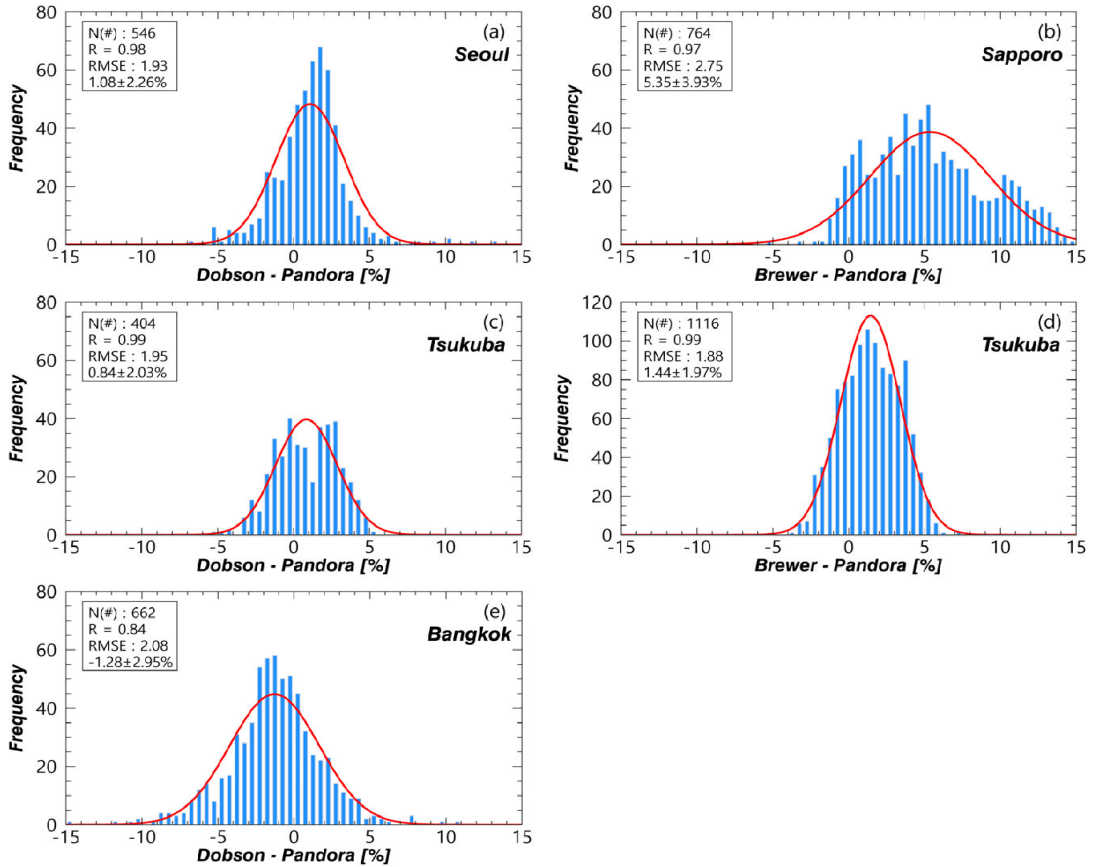 (a)
Seoul
N(#) : 546
R = 0.98
RMSE : 1.93
1.08±2.26%
Frequency
80
60
40
20
0
-15 -10 -5 0 5 10 15
Dobson - Pandora [%]
(b)
Sapporo
N(#) : 764
R = 0.97
RMSE : 2.75
5.35±3.93%
Frequency
80
60
40
20
0
-15 -10 -5 0 5 10 15
Brewer - Pandora [%]
(c)
Tsukuba
N(#) : 404
R = 0.99
RMSE : 1.95
0.84±2.03%
Frequency
80
60
40
20
0
-15 -10 -5 0 5 10 15
Dobson - Pandora [%]
(d)
Tsukuba
N(#) : 1116
R = 0.99
RMSE : 1.88
1.44±1.97%
Frequency
120
100
80
60
40
20
0
-15 -10 -5 0 5 10 15
Brewer - Pandora [%]
(e)
Bangkok
N(#) : 662
R = 0.84
RMSE : 2.08
-1.28±2.95%
Frequency
80
60
40
20
0
-15 -10 -5 0 5 10 15
Dobson - Pandora [%]